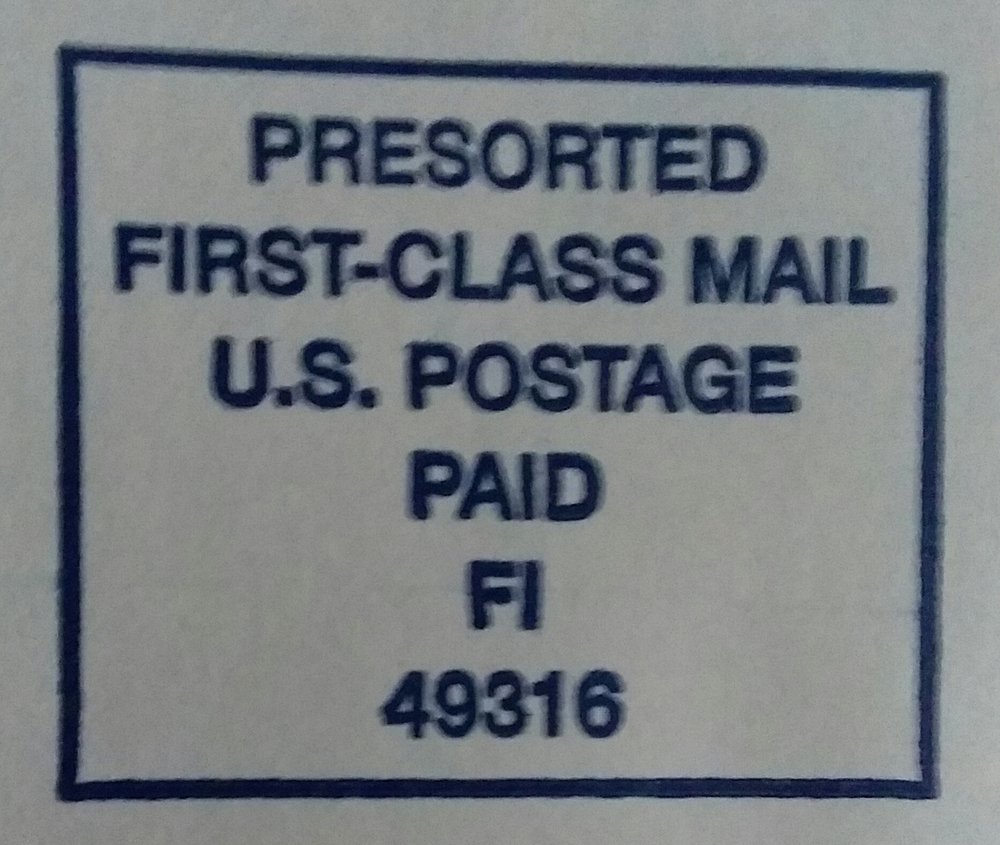 PRESORTED
FIRST-CLASS MAIL
U.S. POSTAGE
PAID
FI
49316